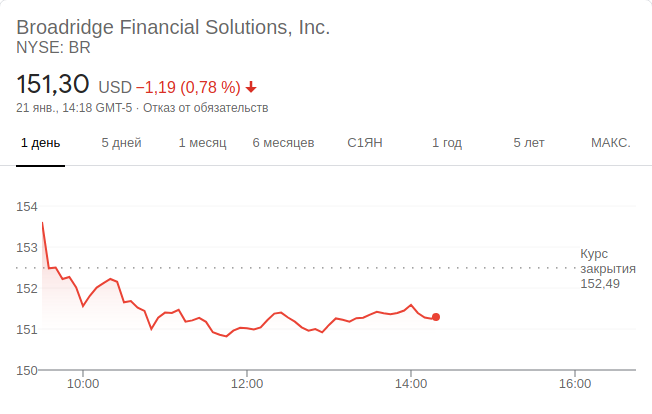 Broadridge Financial Solutions, Inc.
NYSE: BR
151,30 USD −1,19 (0,78 %)
21 янв., 14:18 GMT-5 · Отказ от обязательств
1 день 5 дней 1 месяц 6 месяцев С1ЯН 1 год 5 лет МАКС.
154
153
Курс
закрытия
152,49
152
151
150
10:00 12:00 14:00 16:00